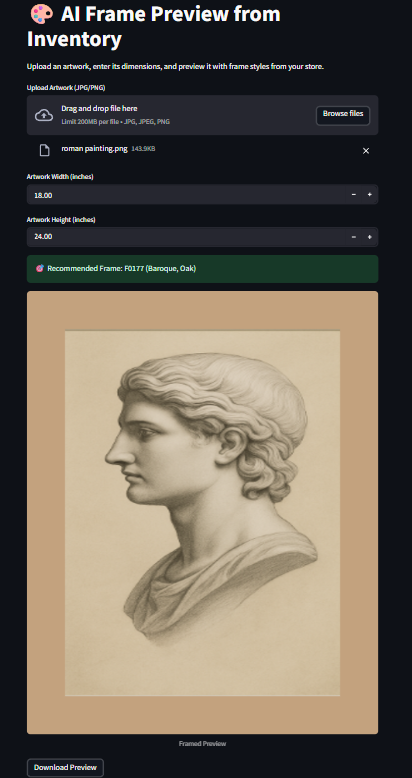 🎨 AI Frame Preview from
Inventory
Upload an artwork, enter its dimensions, and preview it with frame styles from your store.
Upload Artwork (JPG/PNG)
Drag and drop file here
Limit 200MB per file • JPG, JPEG, PNG
Browse files
roman painting.png 143.9KB
Artwork Width (inches)
18.00
Artwork Height (inches)
24.00
🎯 Recommended Frame: F0177 (Baroque, Oak)
Framed Preview
Download Preview